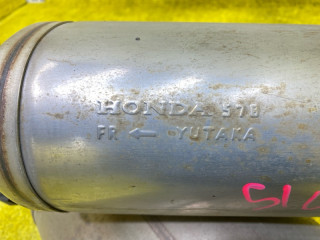 HONDA 57B
FR ← YUTAKA